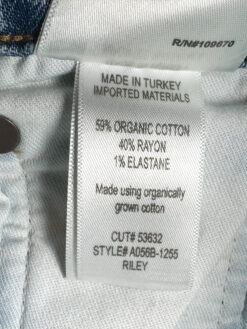 R/N#109670
MADE IN TURKEY
IMPORTED MATERIALS
59% ORGANIC COTTON
40% RAYON
1% ELASTANE
Made using organically
grown cotton
CUT# 53632
STYLE# A056B-1255
RILEY